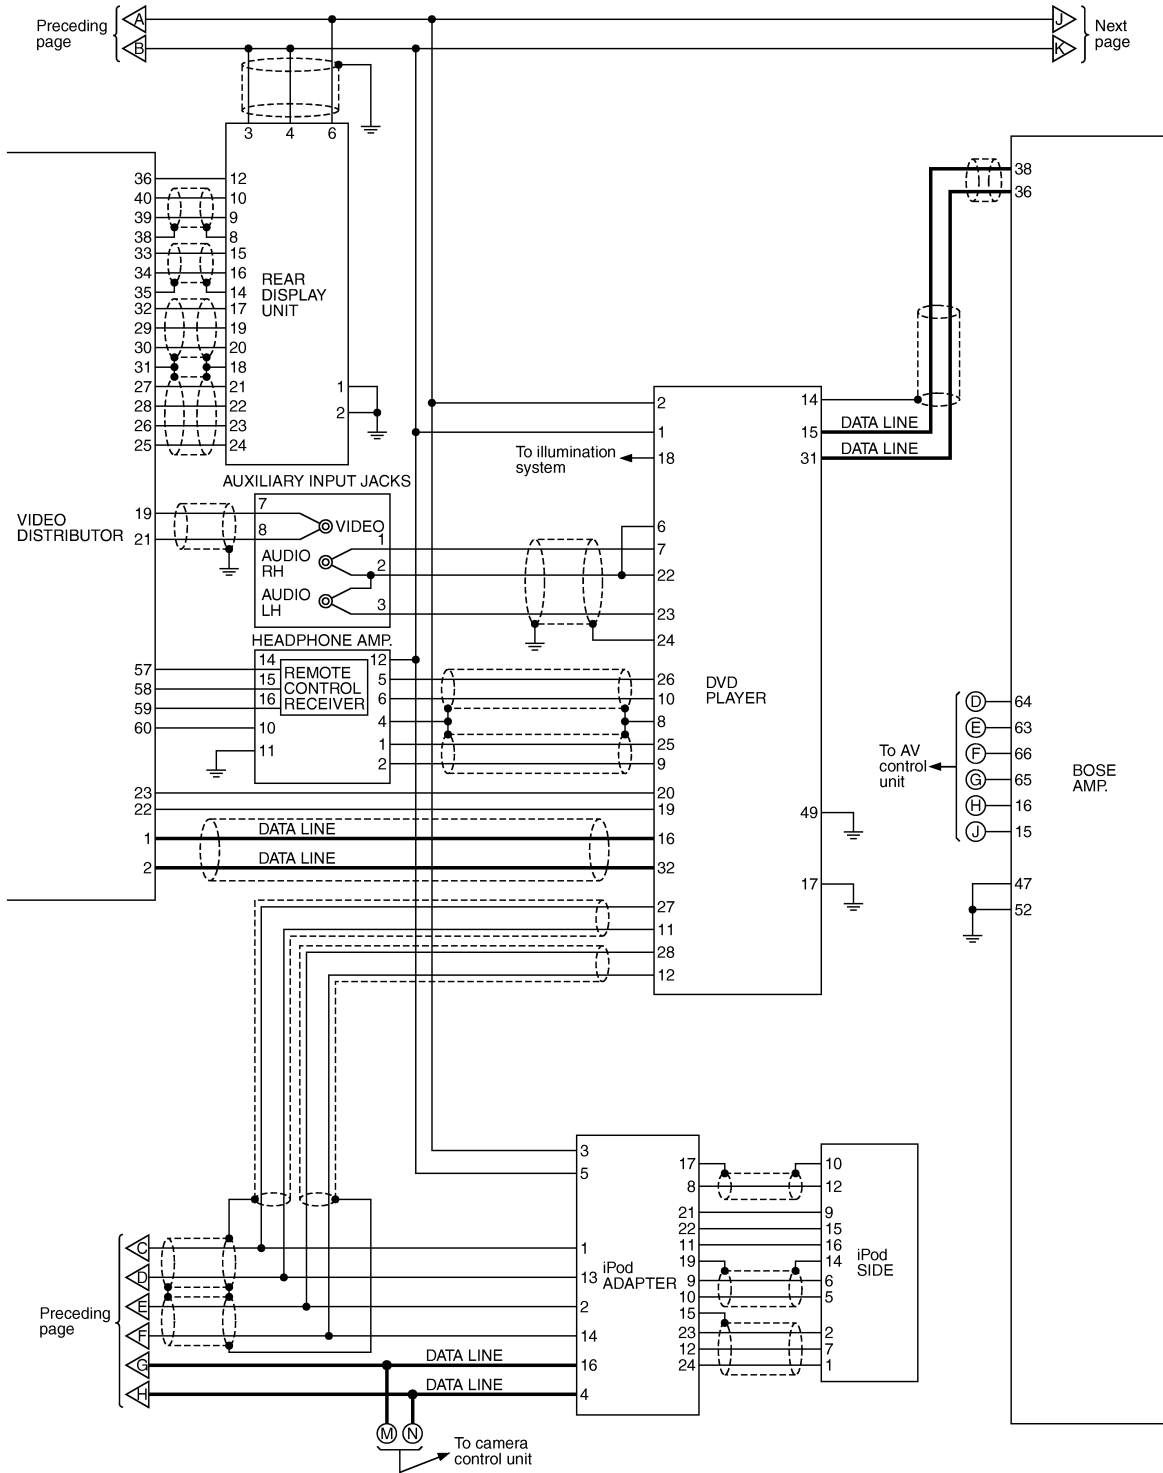 Preceding
page
A
B
J
K
Next
page
3 4 6
36 12
40 10
39 9
38 8
33 15
34 16
35 14
32 17
29 19
30 20
31 18
27 21
28 22
26 23
25 24
REAR
DISPLAY
UNIT
1
2
38
36
2
1
18
To illumination
system
14
15
31
DATA LINE
DATA LINE
AUXILIARY INPUT JACKS
VIDEO
DISTRIBUTOR
19
21
7
8
VIDEO
AUDIO
RH
AUDIO
LH
1
2
3
6
7
22
23
24
HEADPHONE AMP.
57
58
59
60
14
15
16
10
11
REMOTE
CONTROL
RECEIVER
12
5
6
4
1
2
26
10
8
25
9
DVD
PLAYER
23 20
22 19
1 DATA LINE 16
2 DATA LINE 32
49
17
27
11
28
12
To AV
control
unit
D 64
E 63
F 66
G 65
H 16
J 15
47
52
BOSE
AMP.
3
5
1
13
2
14
16
4
iPod
ADAPTER
17 10
8 12
21 9
22 15
11 16
19 14
9 6
10 5
15
23 2
12 7
24 1
iPod
SIDE
Preceding
page
C
D
E
F
G
H
DATA LINE
DATA LINE
M N
To camera
control unit